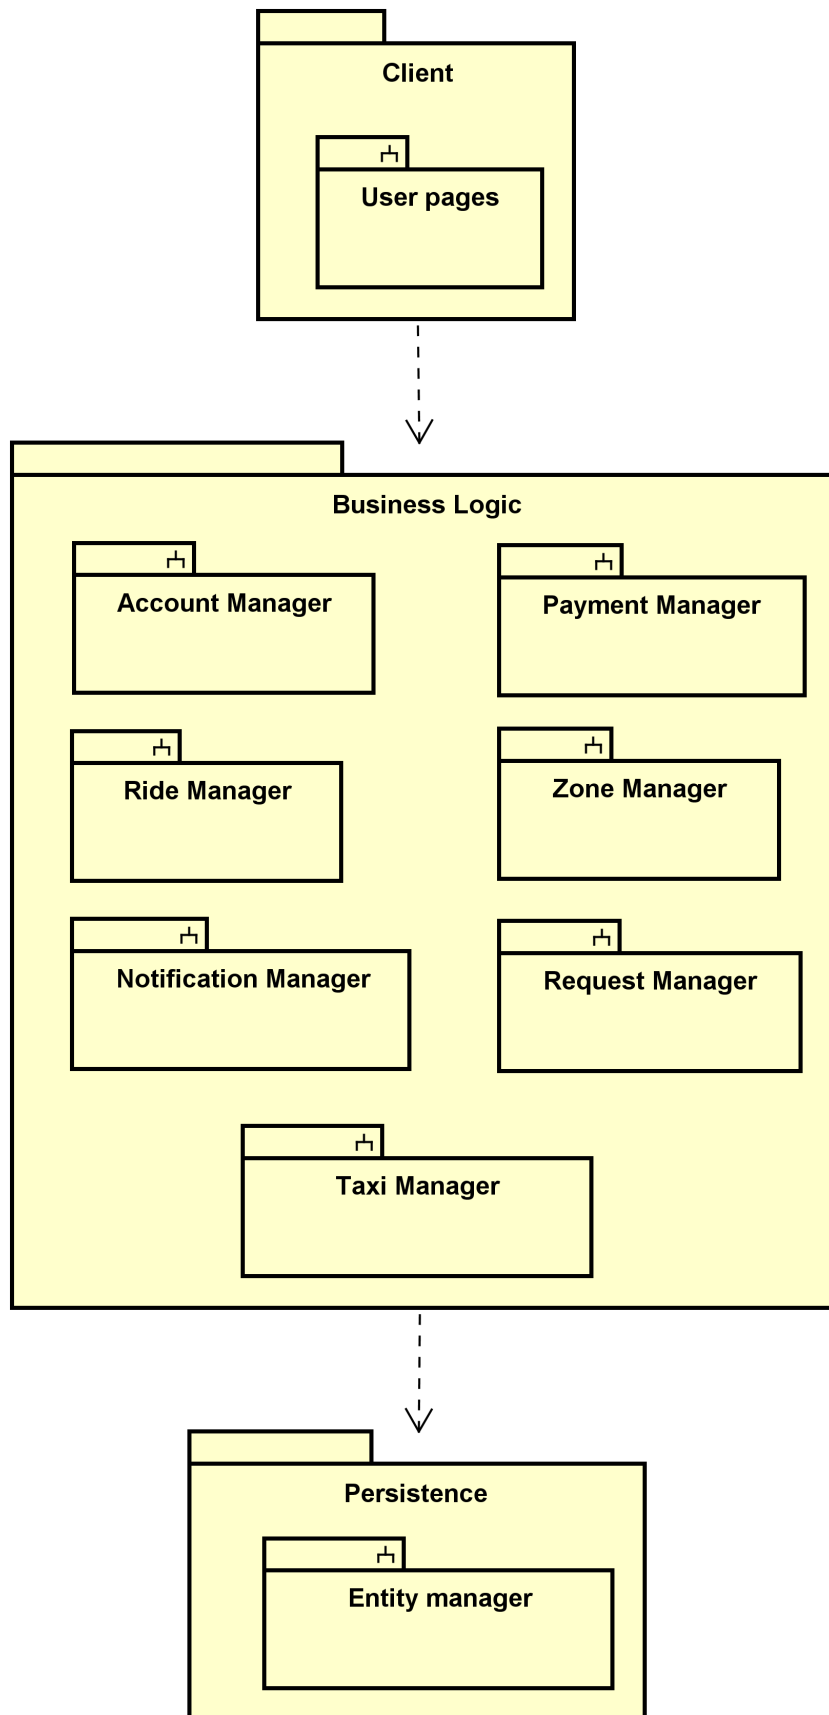 Client
User pages
Business Logic
Account Manager
Payment Manager
Ride Manager
Zone Manager
Notification Manager
Request Manager
Taxi Manager
Persistence
Entity manager